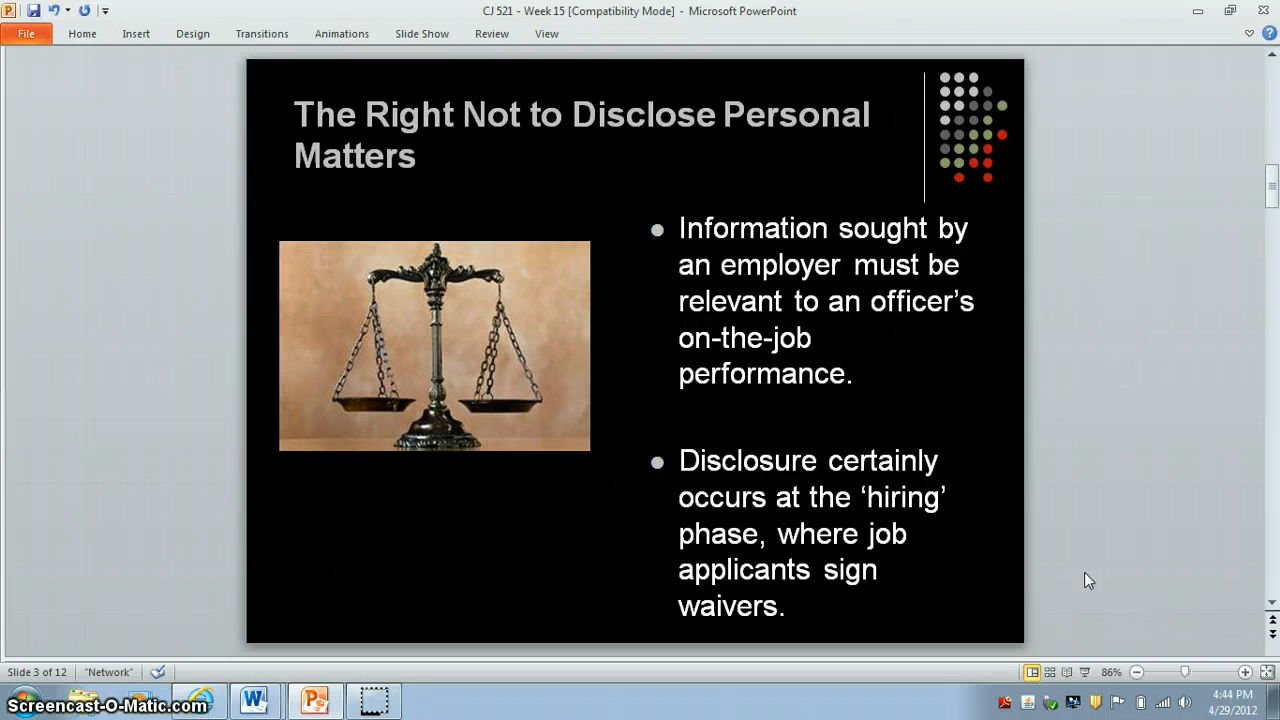 CJ 521 - Week 15 [Compatibility Mode] - Microsoft PowerPoint
File Home Insert Design Transitions Animations Slide Show Review View
The Right Not to Disclose Personal
Matters
Information sought by
an employer must be
relevant to an officer’s
on-the-job
performance.
Disclosure certainly
occurs at the ‘hiring’
phase, where job
applicants sign
waivers.
Slide 3 of 12 "Network" 86%
Screencast-O-Matic.com
4:44 PM
4/29/2012